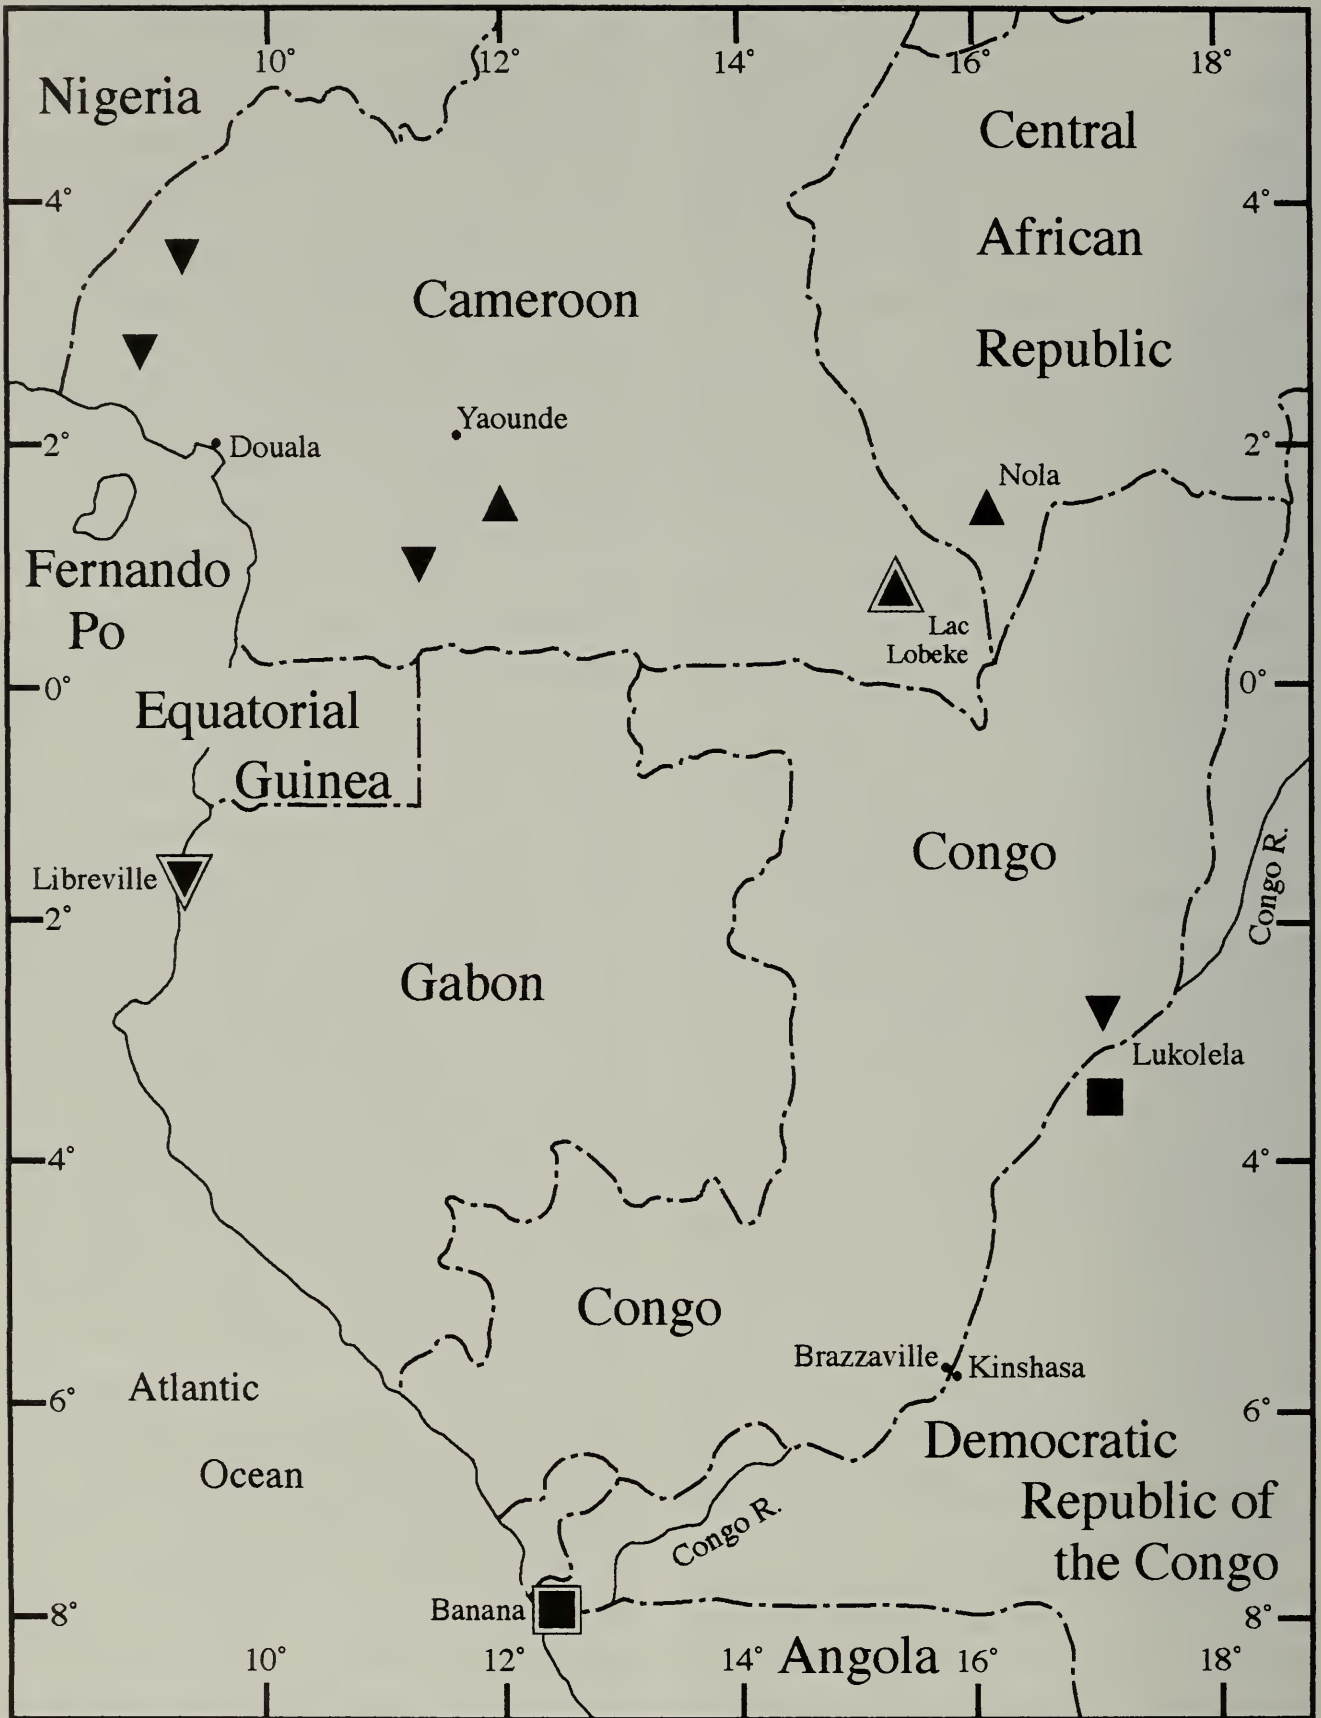 10°
12°
14°
16°
18°
Nigeria
Central
4°
4°
African
Cameroon
Republic
Yaounde
2°
Douala
2°
Nola
Fernando
Po
Lac
Lobeke
0°
0°
Equatorial
Guinea
Congo
Congo R.
Libreville
2°
Gabon
Lukolela
4°
4°
Congo
Brazzaville
Kinshasa
Atlantic
6°
6°
Democratic
Ocean
Republic of
Congo R.
the Congo
Banana
8°
8°
10°
12°
14°
Angola
16°
18°